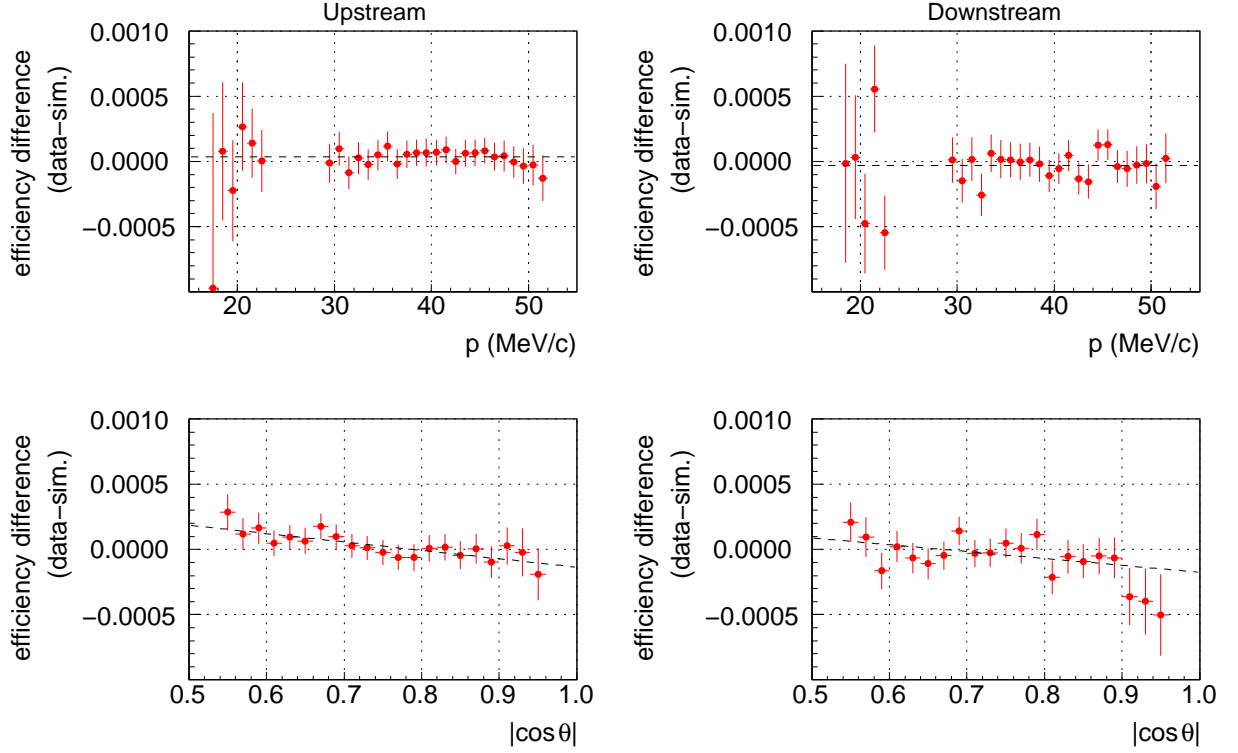 Upstream
Downstream
efficiency difference
(data−sim.)
0.0010
0.0005
0.0000
−0.0005
20 30 40 50
p (MeV/c)
efficiency difference
(data−sim.)
0.0010
0.0005
0.0000
−0.0005
20 30 40 50
p (MeV/c)
efficiency difference
(data−sim.)
0.0010
0.0005
0.0000
−0.0005
0.5 0.6 0.7 0.8 0.9 1.0
|cos θ|
efficiency difference
(data−sim.)
0.0010
0.0005
0.0000
−0.0005
0.5 0.6 0.7 0.8 0.9 1.0
|cos θ|